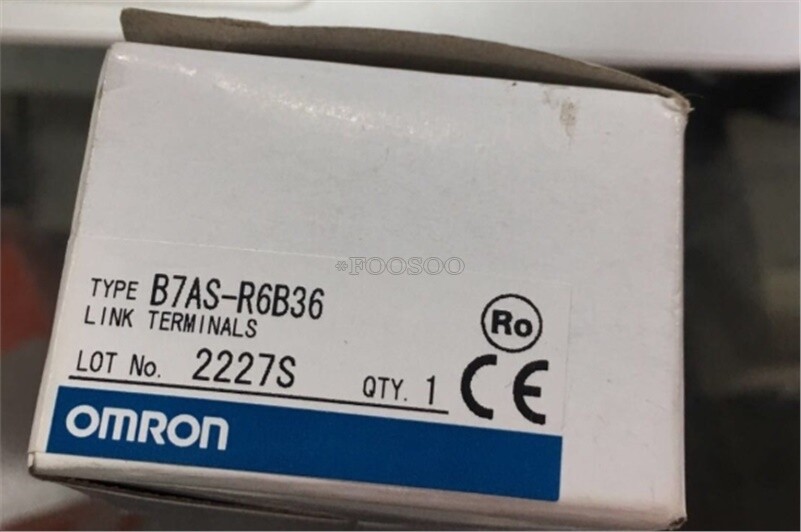 *FOOSOO
TYPE B7AS-R6B36
LINK TERMINALS
Ro
LOT No. 2227S QTY. 1 CE
OMRON